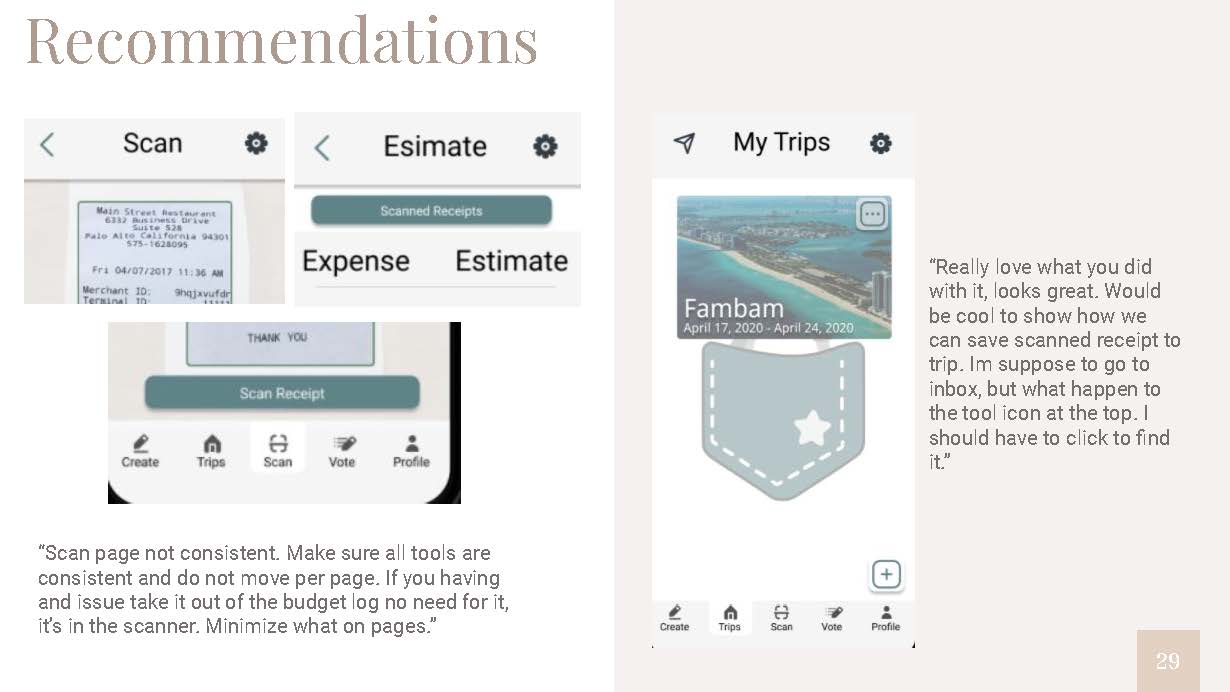 Recommendations
Scan
Main Street Restaurant
6332 Business Drive
Suite 528
Palo Alto California 94301
575-1628095
Fri 04/07/2017 11:36 AM
Merchant ID: 9hqjxvufdr
Terminal ID: 11111
Esimate
Scanned Receipts
Expense Estimate
THANK YOU
Scan Receipt
Create Trips Scan Vote Profile
“Scan page not consistent. Make sure all tools are
consistent and do not move per page. If you having
and issue take it out of the budget log no need for it,
it’s in the scanner. Minimize what on pages.”
My Trips
Fambam
April 17, 2020 - April 24, 2020
Create Trips Scan Vote Profile
“Really love what you did
with it, looks great. Would
be cool to show how we
can save scanned receipt to
trip. Im suppose to go to
inbox, but what happen to
the tool icon at the top. I
should have to click to find
it.”
29